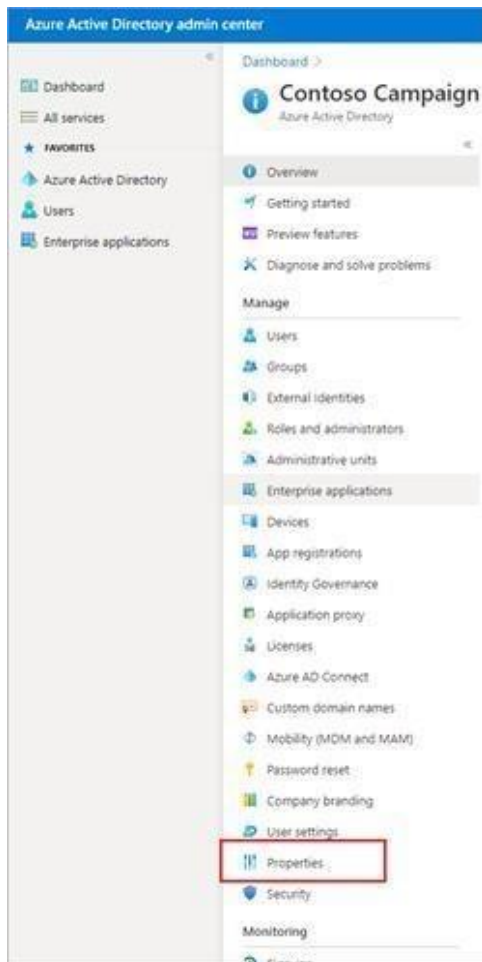 Azure Active Directory admin center
Dashboard
All services
FAVORITES
Azure Active Directory
Users
Enterprise applications
Dashboard >
Contoso Campaign
Azure Active Directory
Overview
Getting started
Preview features
Diagnose and solve problems
Manage
Users
Groups
External Identities
Roles and administrators
Administrative units
Enterprise applications
Devices
App registrations
Identity Governance
Application proxy
Licenses
Azure AD Connect
Custom domain names
Mobility (MDM and MAM)
Password reset
Company branding
User settings
Properties
Security
Monitoring